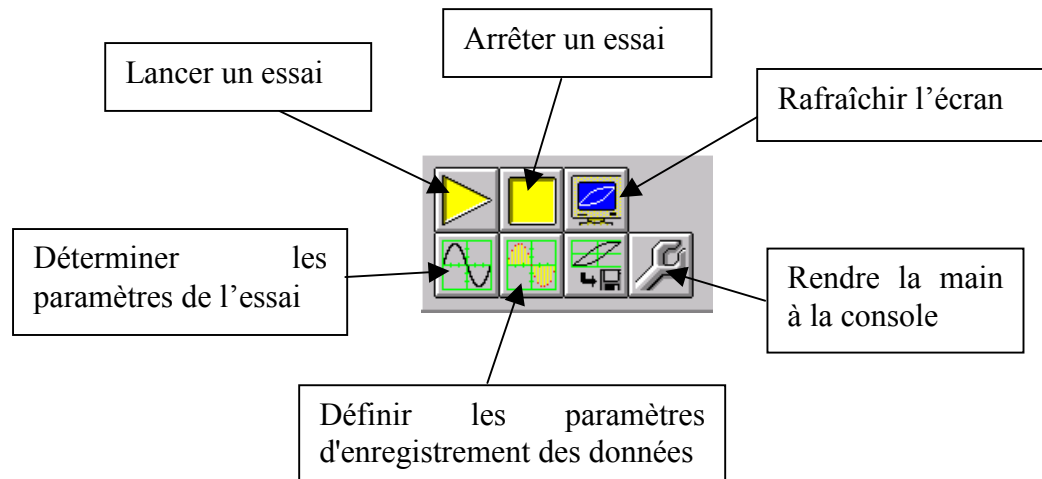 Arrêter un essai
Lancer un essai
Rafraîchir l’écran
Déterminer les
paramètres de l’essai
Rendre la main
à la console
Définir les paramètres
d'enregistrement des données